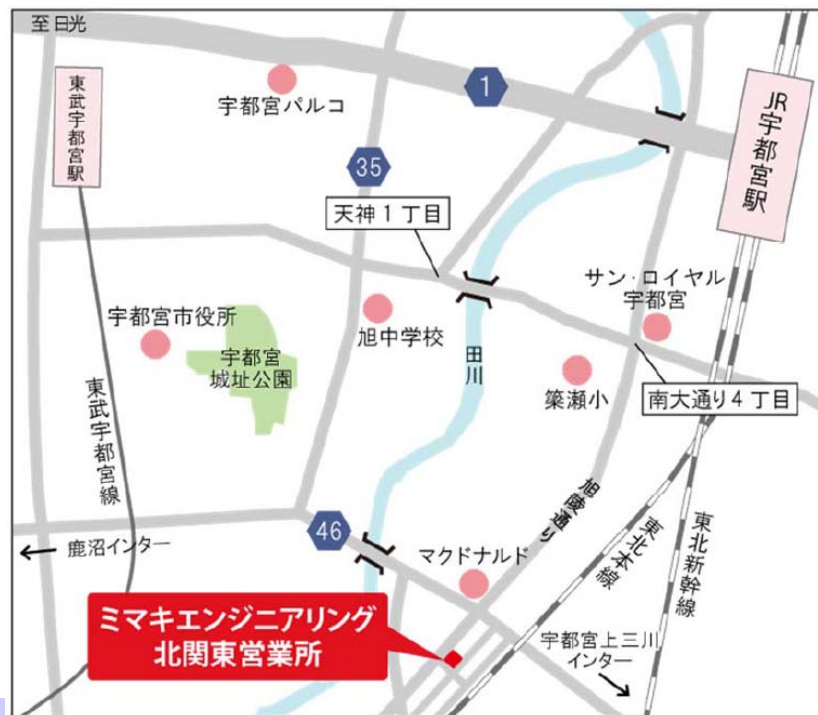 至日光
東武宇都宮駅
宇都宮パルコ
1
JR宇都宮駅
35
天神1丁目
サン・ロイヤル
宇都宮
宇都宮市役所
宇都宮
城址公園
旭中学校
田川
簗瀬小
南大通り4丁目
東武宇都宮線
旭陵通り
東北本線
東北新幹線
46
鹿沼インター
マクドナルド
ミマキエンジニアリング
北関東営業所
宇都宮上三川
インター